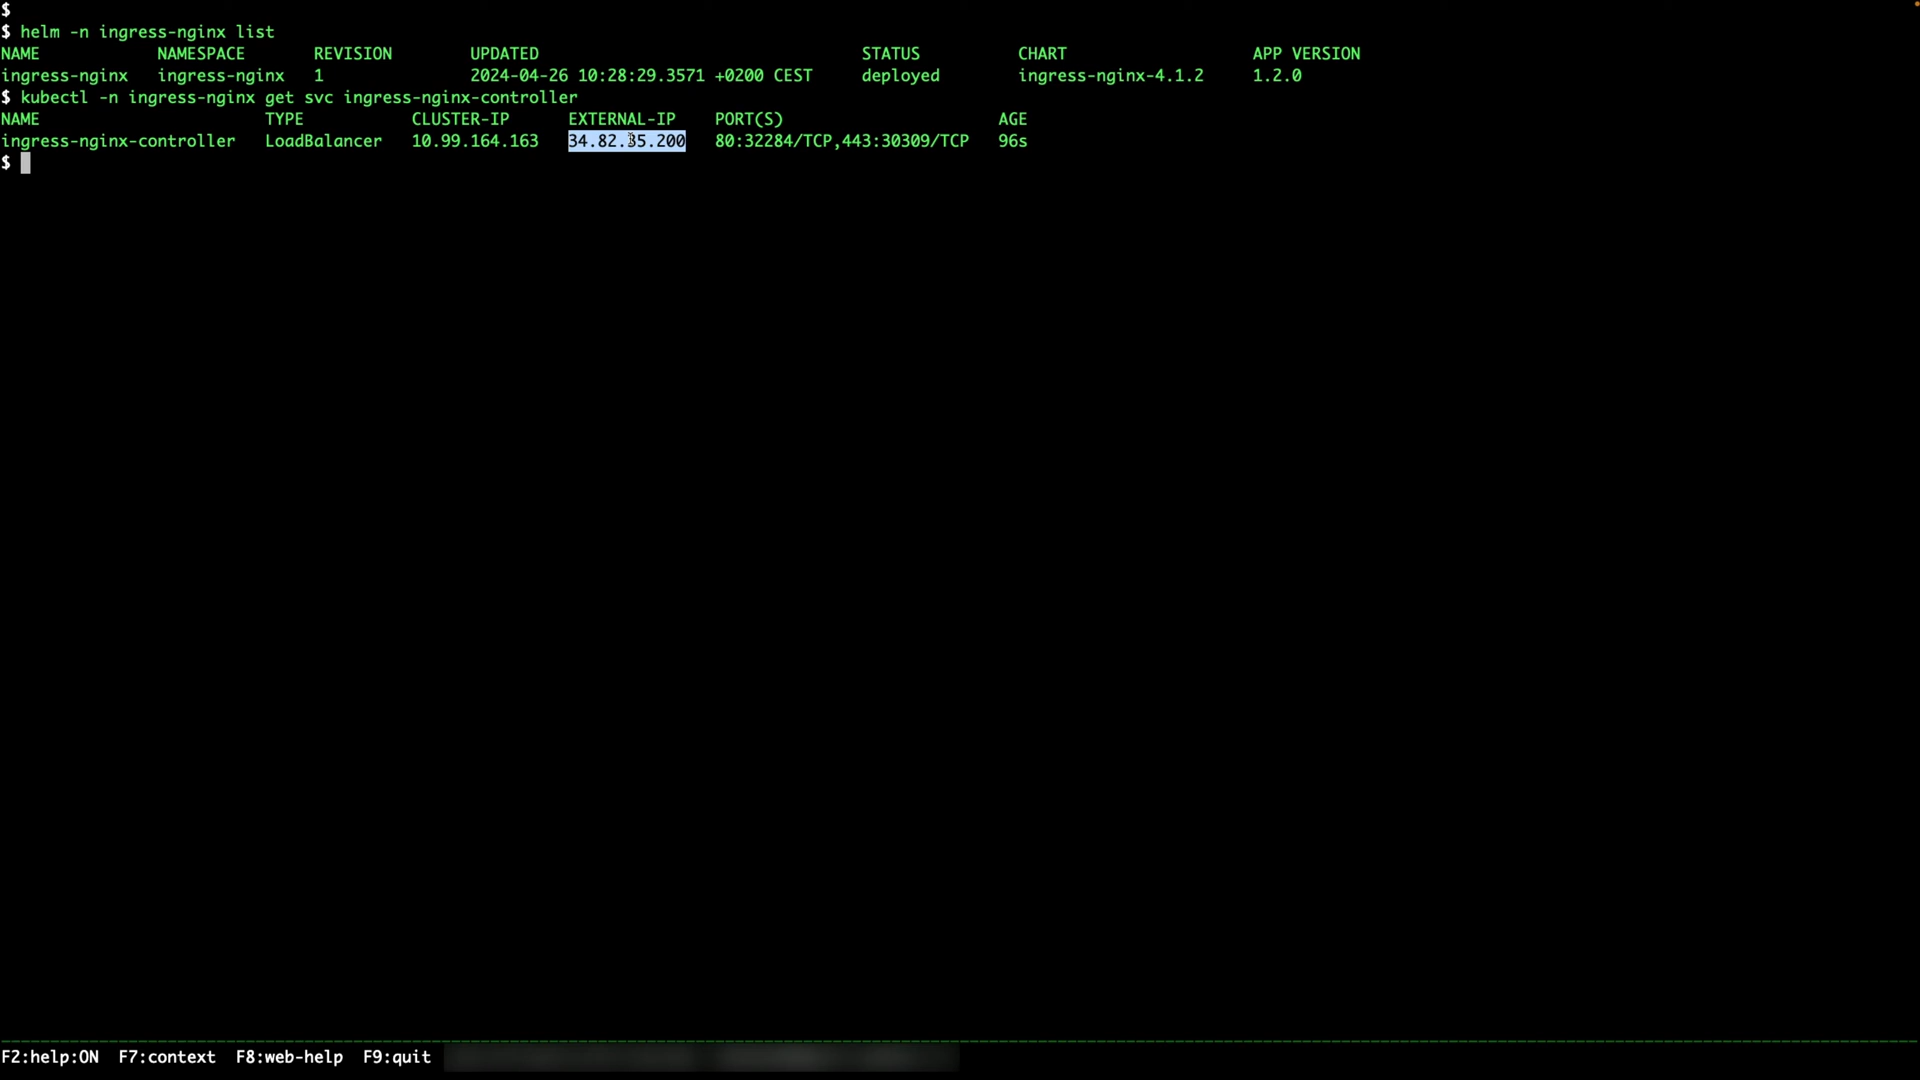 $
$ helm -n ingress-nginx list
NAME NAMESPACE REVISION UPDATED STATUS CHART APP VERSION
ingress-nginx ingress-nginx 1 2024-04-26 10:28:29.3571 +0200 CEST deployed ingress-nginx-4.1.2 1.2.0
$ kubectl -n ingress-nginx get svc ingress-nginx-controller
NAME TYPE CLUSTER-IP EXTERNAL-IP PORT(S) AGE
ingress-nginx-controller LoadBalancer 10.99.164.163 34.82.35.200 80:32284/TCP,443:30309/TCP 96s
$
F2:help:ON F7:context F8:web-help F9:quit